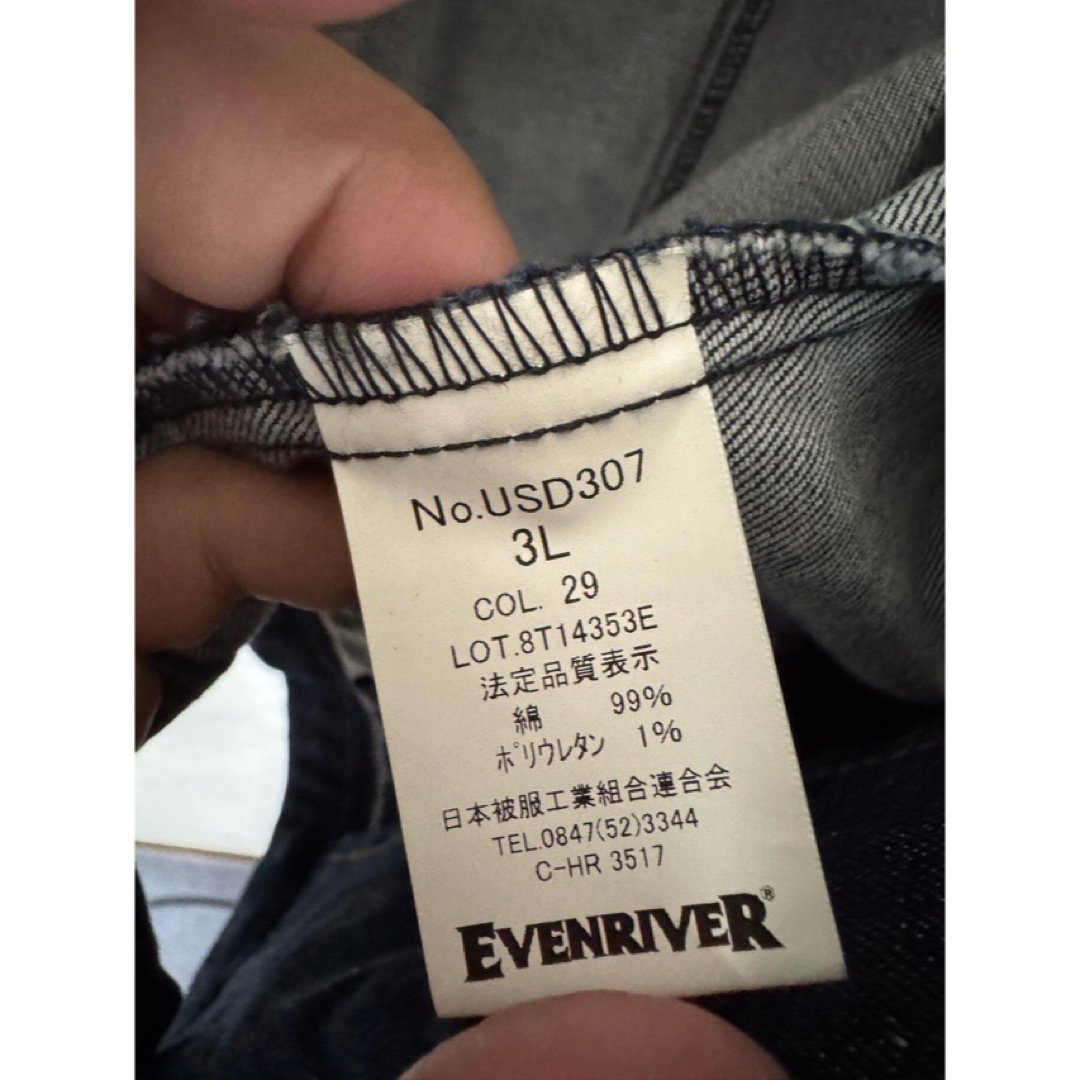 No.USD307
3L
COL. 29
LOT.8T14353E
法定品質表示
綿 99%
ポリウレタン 1%
日本被服工業組合連合会
TEL.0847(52)3344
C-HR 3517
EVENRIVER®